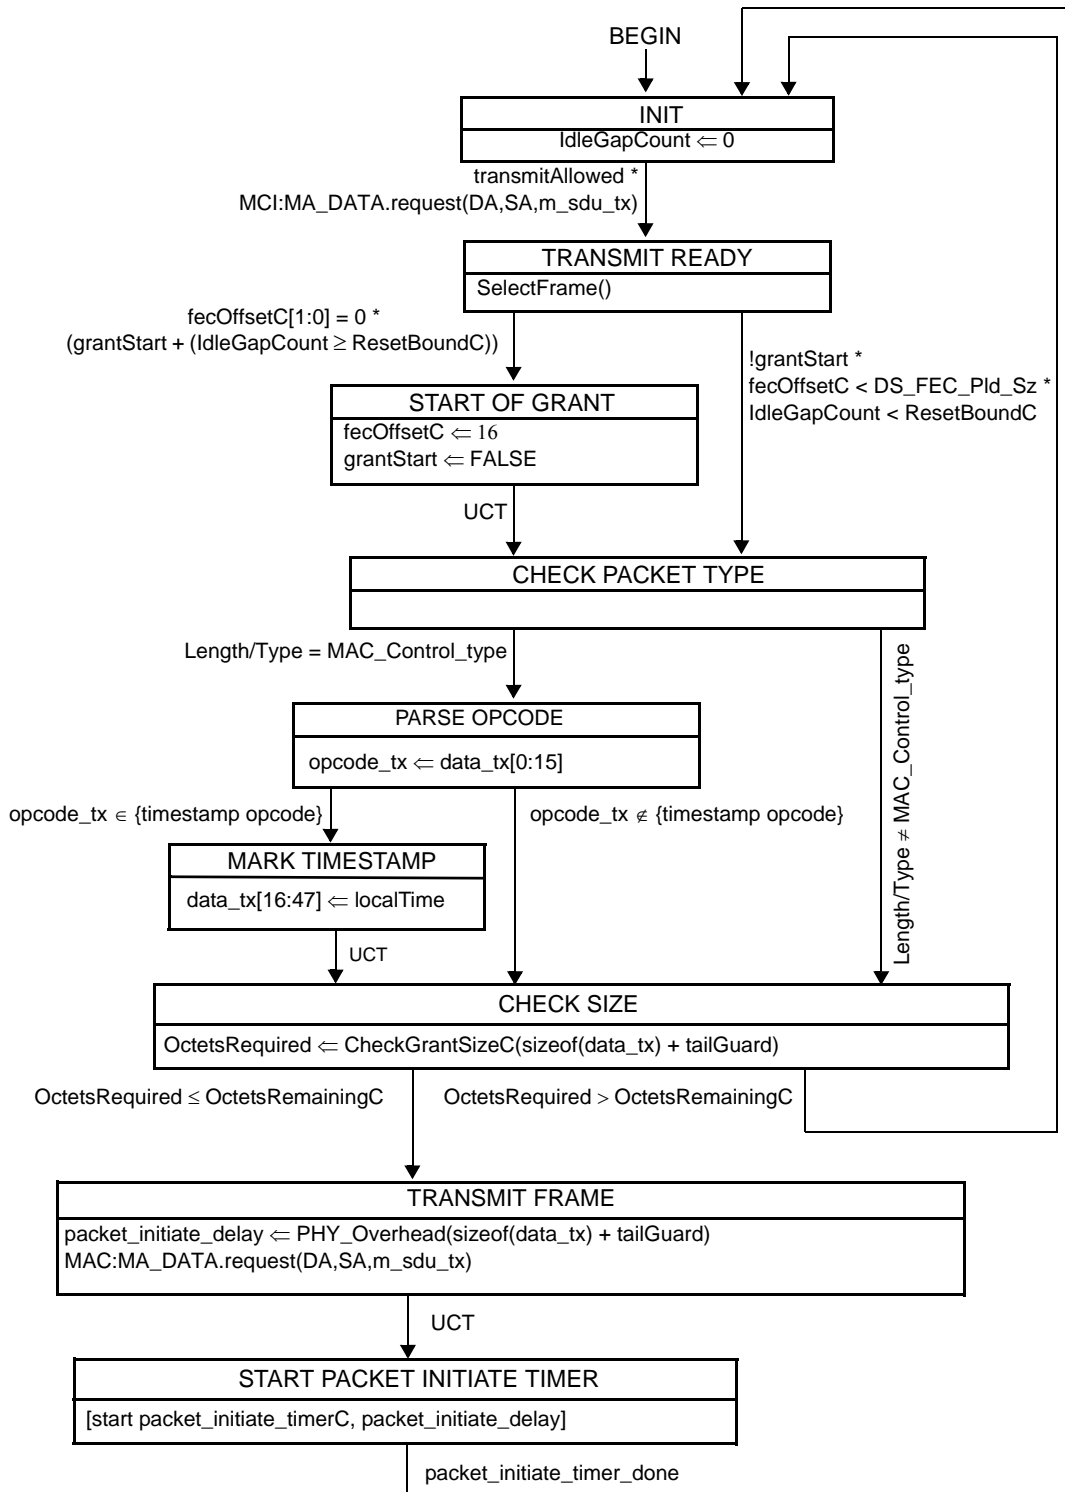 BEGIN
INIT
IdleGapCount ⇐ 0
transmitAllowed *
MCI:MA_DATA.request(DA,SA,m_sdu_tx)
TRANSMIT READY
SelectFrame()
fecOffsetC[1:0] = 0 *
(grantStart + (IdleGapCount ≥ ResetBoundC))
!grantStart *
fecOffsetC < DS_FEC_Pld_Sz *
IdleGapCount < ResetBoundC
START OF GRANT
fecOffsetC ⇐ 16
grantStart ⇐ FALSE
UCT
CHECK PACKET TYPE
Length/Type = MAC_Control_type
Length/Type ≠ MAC_Control_type
PARSE OPCODE
opcode_tx ⇐ data_tx[0:15]
opcode_tx ∈ {timestamp opcode}
opcode_tx ∉ {timestamp opcode}
MARK TIMESTAMP
data_tx[16:47] ⇐ localTime
UCT
CHECK SIZE
OctetsRequired ⇐ CheckGrantSizeC(sizeof(data_tx) + tailGuard)
OctetsRequired ≤ OctetsRemainingC
OctetsRequired > OctetsRemainingC
TRANSMIT FRAME
packet_initiate_delay ⇐ PHY_Overhead(sizeof(data_tx) + tailGuard)
MAC:MA_DATA.request(DA,SA,m_sdu_tx)
UCT
START PACKET INITIATE TIMER
[start packet_initiate_timerC, packet_initiate_delay]
packet_initiate_timer_done